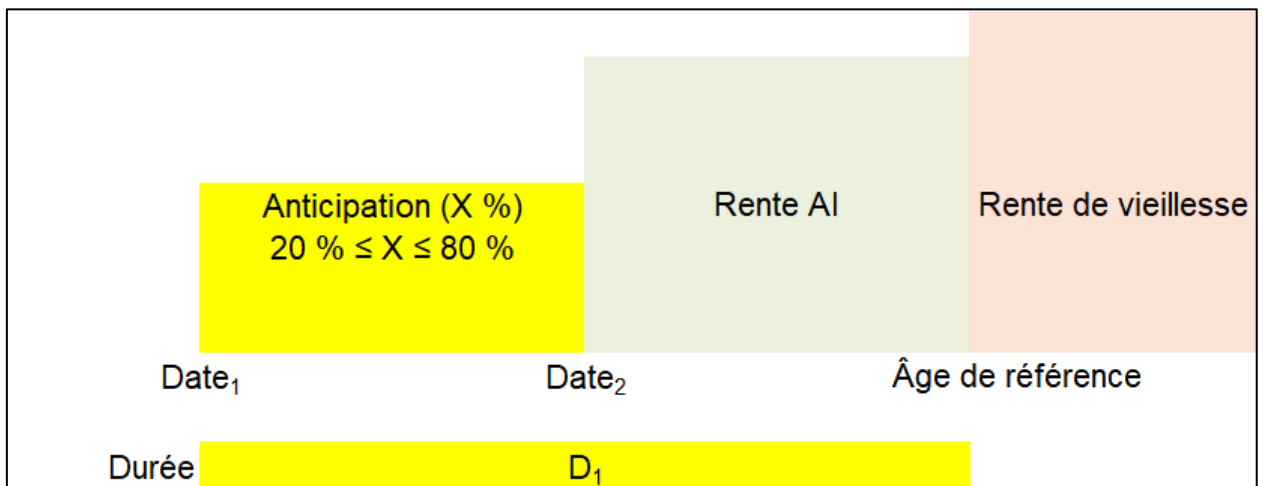 Anticipation (X %)
20 % ≤ X ≤ 80 %
Rente AI
Rente de vieillesse
Date₁
Date₂
Âge de référence
Durée
D₁